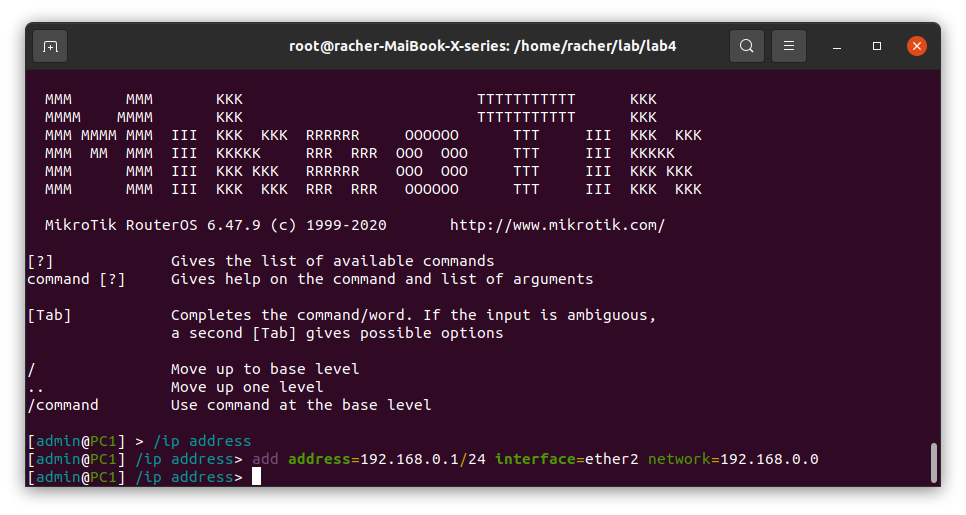 root@racher-MaiBook-X-series: /home/racher/lab/lab4
MMM      MMM       KKK                          TTTTTTTTTTT      KKK
MMMM    MMMM       KKK                          TTTTTTTTTTT      KKK
MMM MMMM MMM  III  KKK  KKK  RRRRRR     OOOOOO      TTT     III  KKK  KKK
MMM  MM  MMM  III  KKKKK     RRR  RRR  OOO  OOO     TTT     III  KKKKK
MMM      MMM  III  KKK KKK   RRRRRR    OOO  OOO     TTT     III  KKK KKK
MMM      MMM  III  KKK  KKK  RRR  RRR   OOOOOO      TTT     III  KKK  KKK
MikroTik RouterOS 6.47.9 (c) 1999-2020       http://www.mikrotik.com/
[?]             Gives the list of available commands
command [?]     Gives help on the command and list of arguments
[Tab]           Completes the command/word. If the input is ambiguous,
                a second [Tab] gives possible options
/               Move up to base level
..              Move up one level
/command        Use command at the base level
[admin@PC1] > /ip address
[admin@PC1] /ip address> add address=192.168.0.1/24 interface=ether2 network=192.168.0.0
[admin@PC1] /ip address>